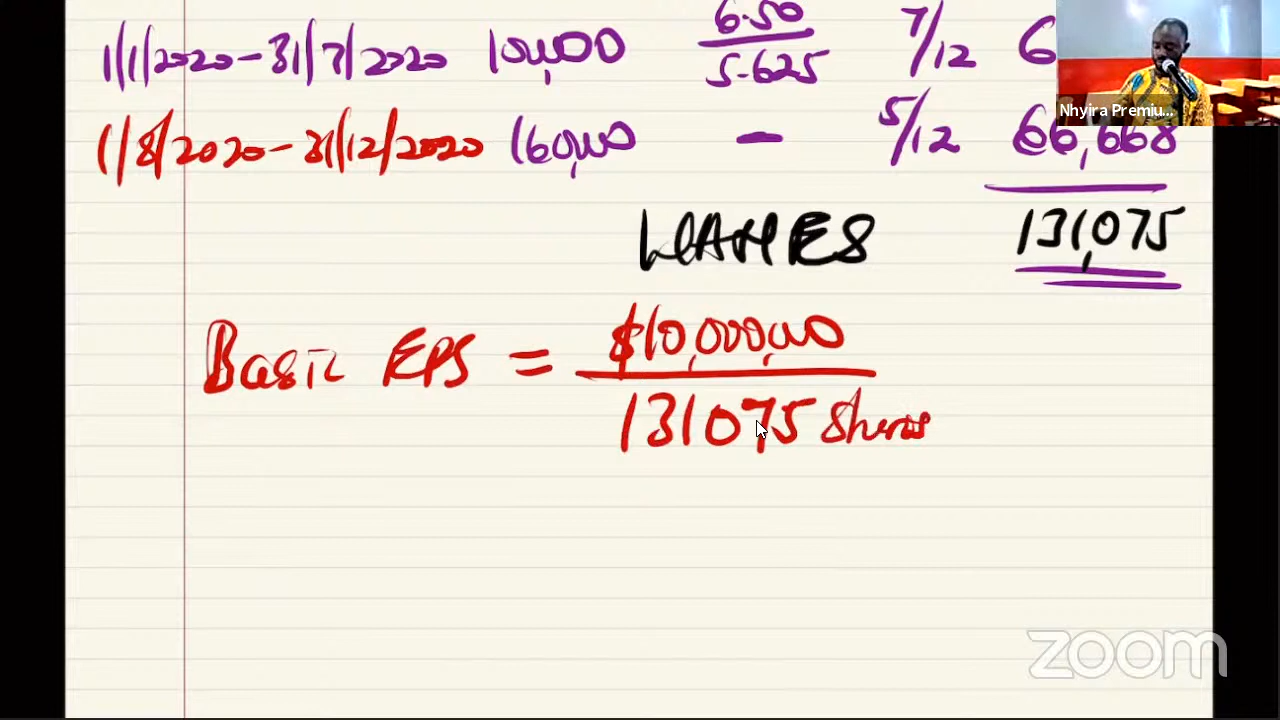 1/1/2020-31/7/2020 100,000 6.50/5.625 7/12 6
Nhyira Premiu...
1/8/2020-31/12/2020 160,000 - 5/12 66,668
WANES 131,075
Basic EPS = $10,000,000
131075 Shares
zoom